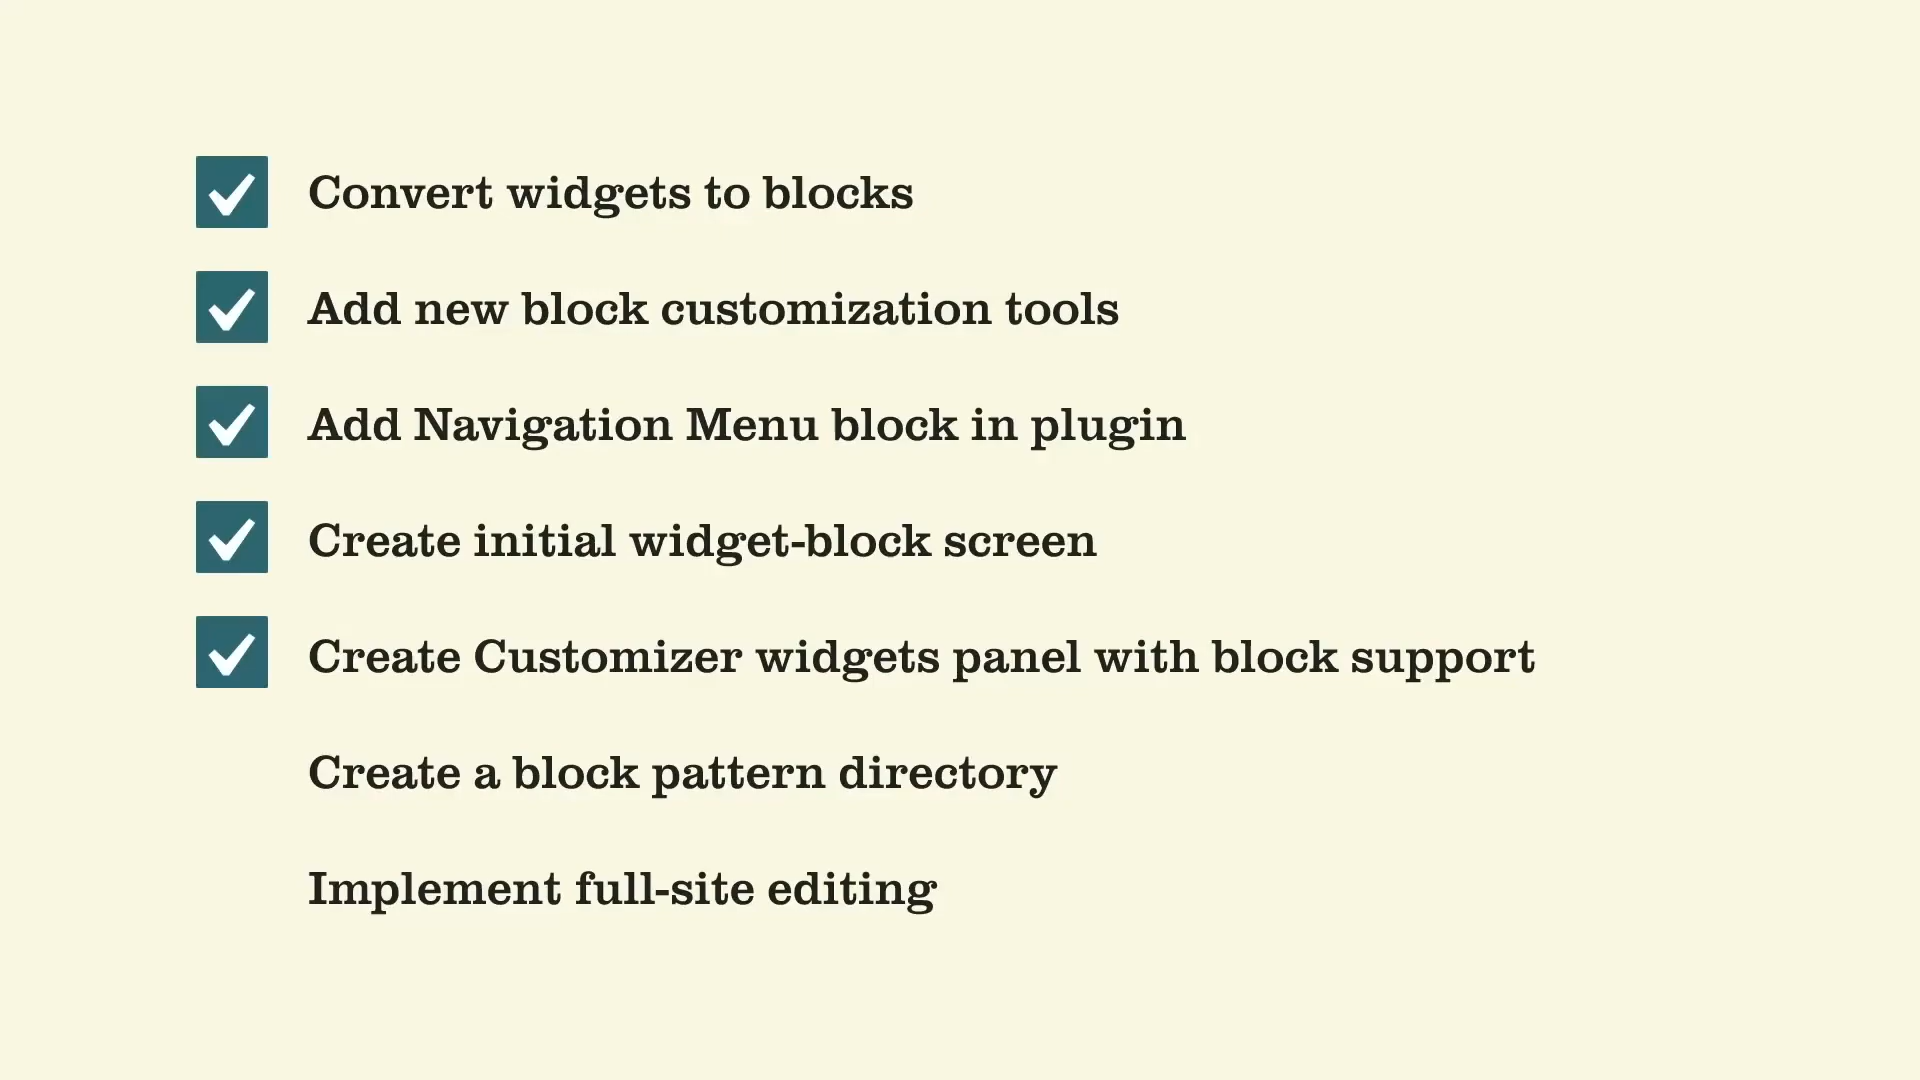 Convert widgets to blocks
Add new block customization tools
Add Navigation Menu block in plugin
Create initial widget-block screen
Create Customizer widgets panel with block support
Create a block pattern directory
Implement full-site editing